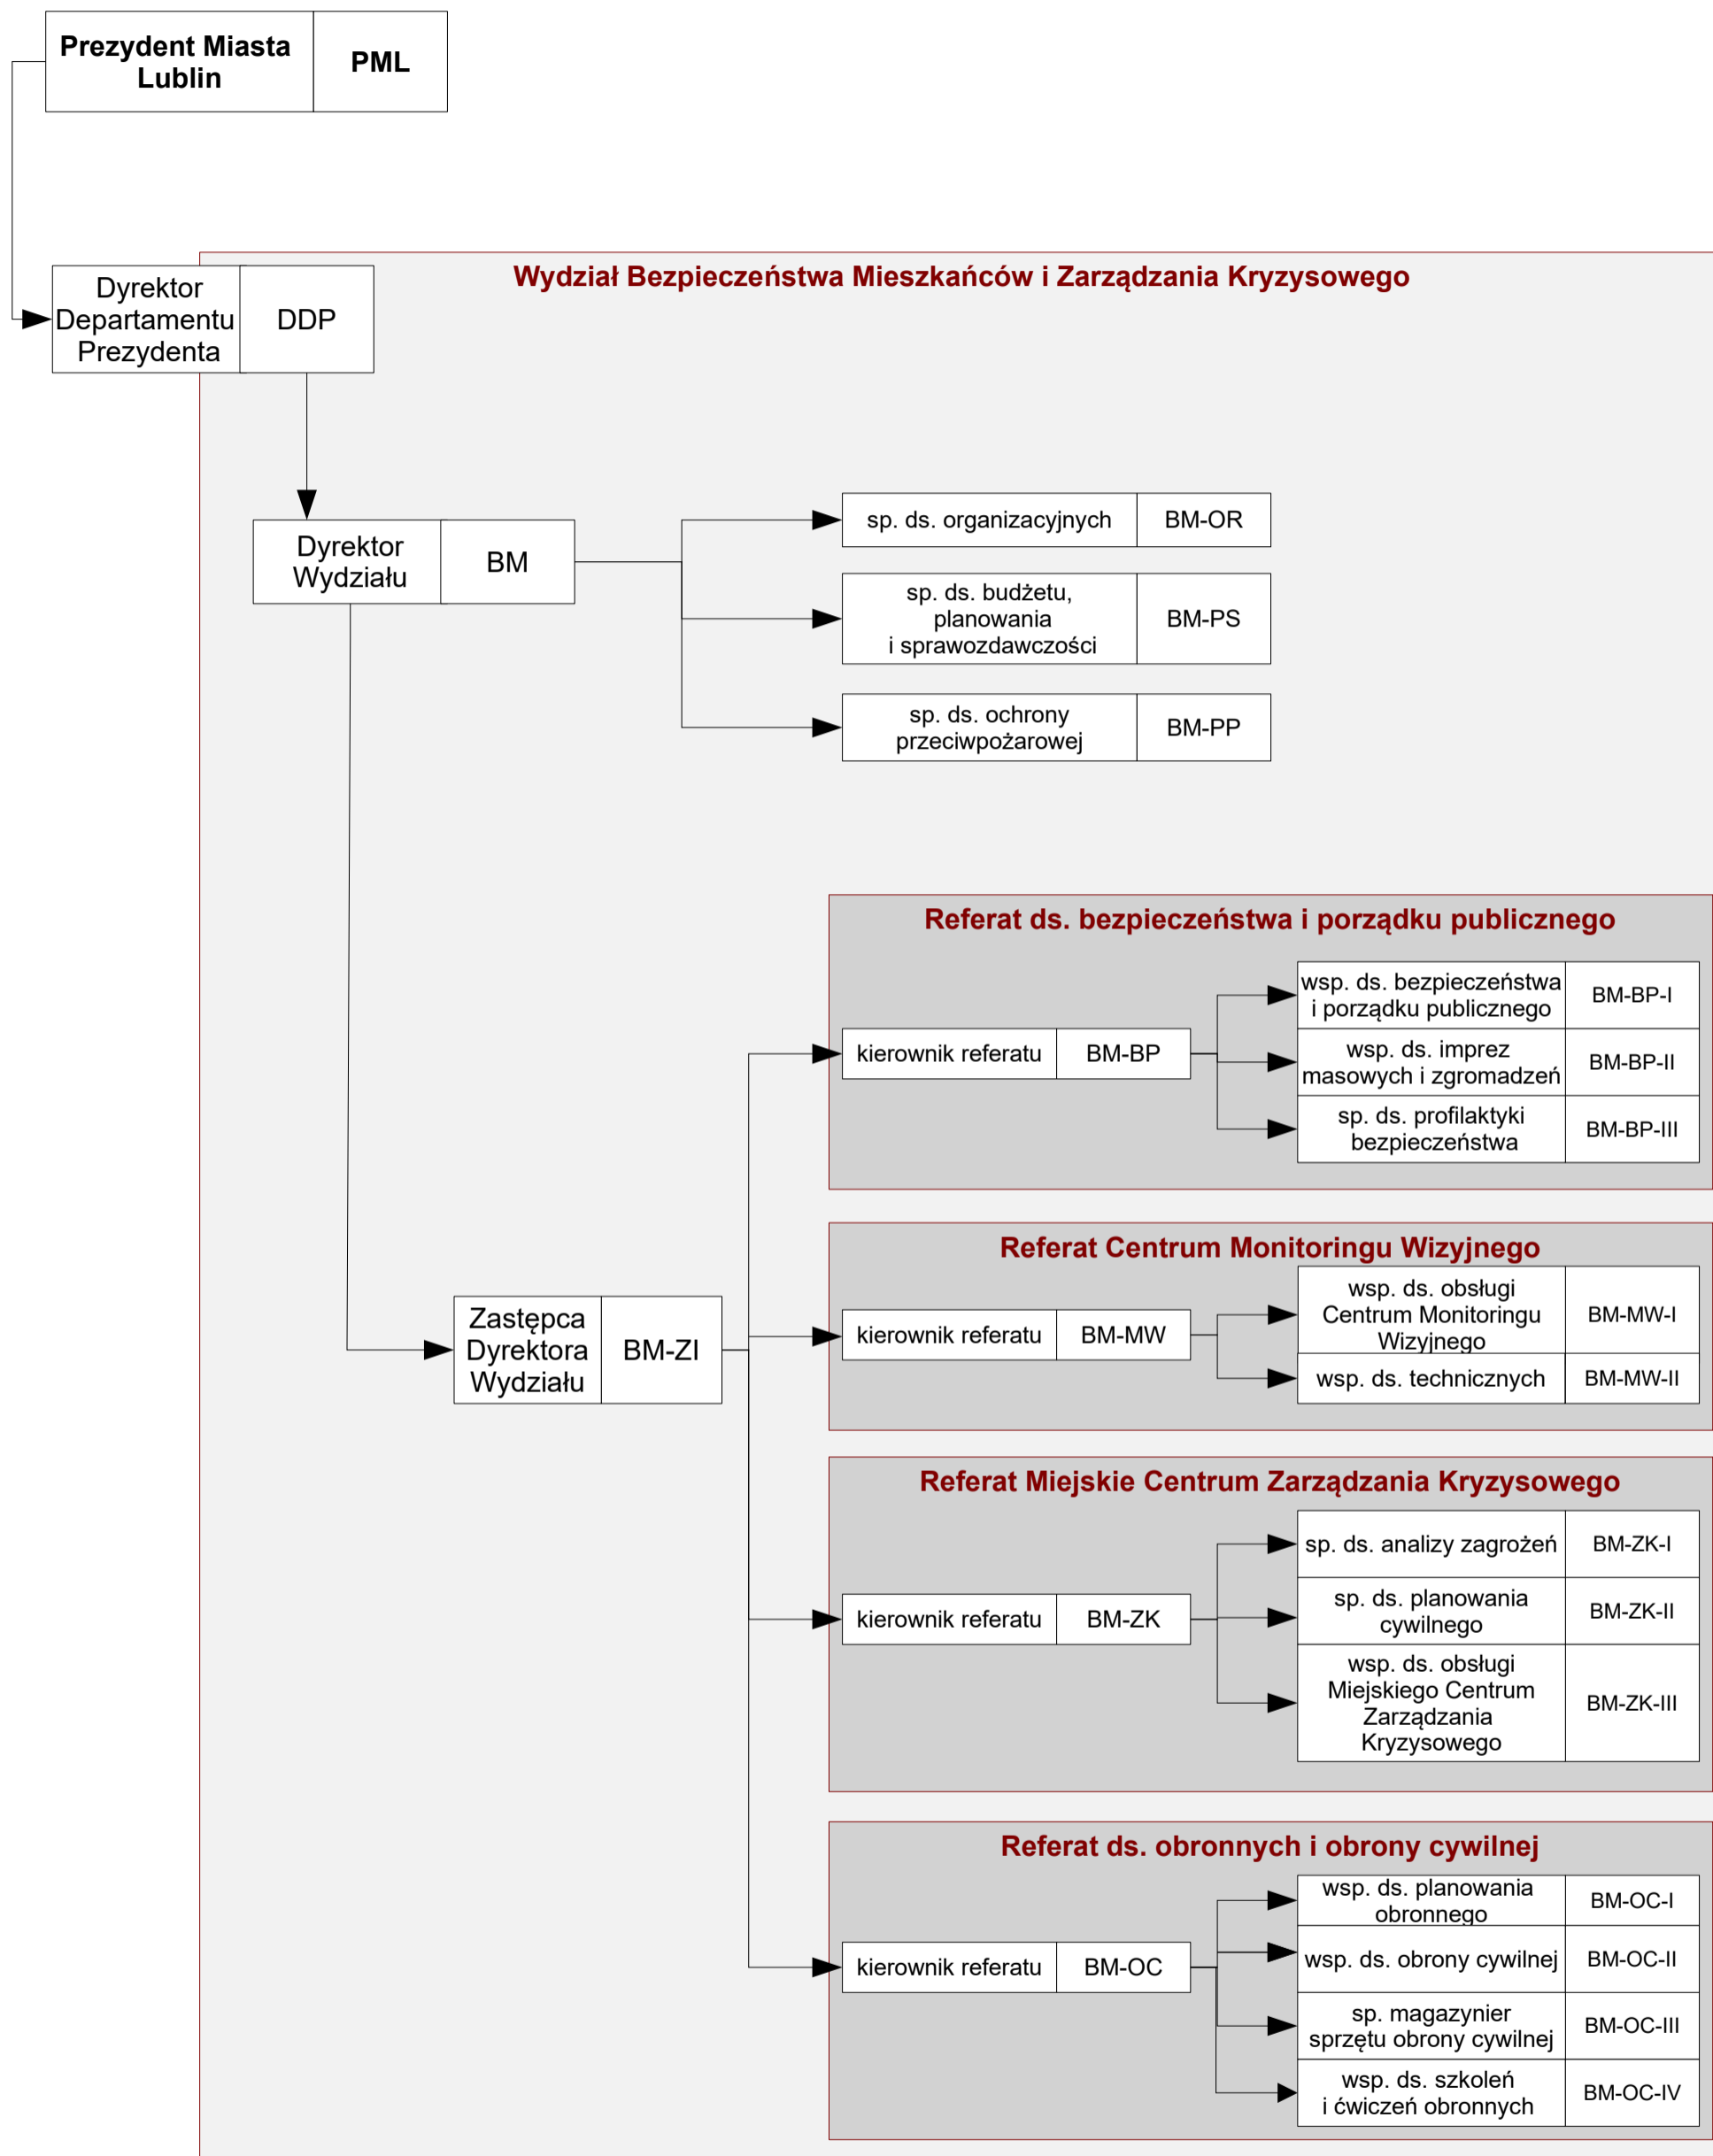 Prezydent Miasta
Lublin
PML
Wydział Bezpieczeństwa Mieszkańców i Zarządzania Kryzysowego
Dyrektor
Departamentu
Prezydenta
DDP
Dyrektor
Wydziału
BM
sp. ds. organizacyjnych
BM-OR
sp. ds. budżetu,
planowania
i sprawozdawczości
BM-PS
sp. ds. ochrony
przeciwpożarowej
BM-PP
Zastępca
Dyrektora
Wydziału
BM-ZI
Referat ds. bezpieczeństwa i porządku publicznego
kierownik referatu
BM-BP
wsp. ds. bezpieczeństwa
i porządku publicznego
BM-BP-I
wsp. ds. imprez
masowych i zgromadzeń
BM-BP-II
sp. ds. profilaktyki
bezpieczeństwa
BM-BP-III
Referat Centrum Monitoringu Wizyjnego
kierownik referatu
BM-MW
wsp. ds. obsługi
Centrum Monitoringu
Wizyjnego
BM-MW-I
wsp. ds. technicznych
BM-MW-II
Referat Miejskie Centrum Zarządzania Kryzysowego
kierownik referatu
BM-ZK
sp. ds. analizy zagrożeń
BM-ZK-I
sp. ds. planowania
cywilnego
BM-ZK-II
wsp. ds. obsługi
Miejskiego Centrum
Zarządzania
Kryzysowego
BM-ZK-III
Referat ds. obronnych i obrony cywilnej
kierownik referatu
BM-OC
wsp. ds. planowania
obronnego
BM-OC-I
wsp. ds. obrony cywilnej
BM-OC-II
sp. magazynier
sprzętu obrony cywilnej
BM-OC-III
wsp. ds. szkoleń
i ćwiczeń obronnych
BM-OC-IV